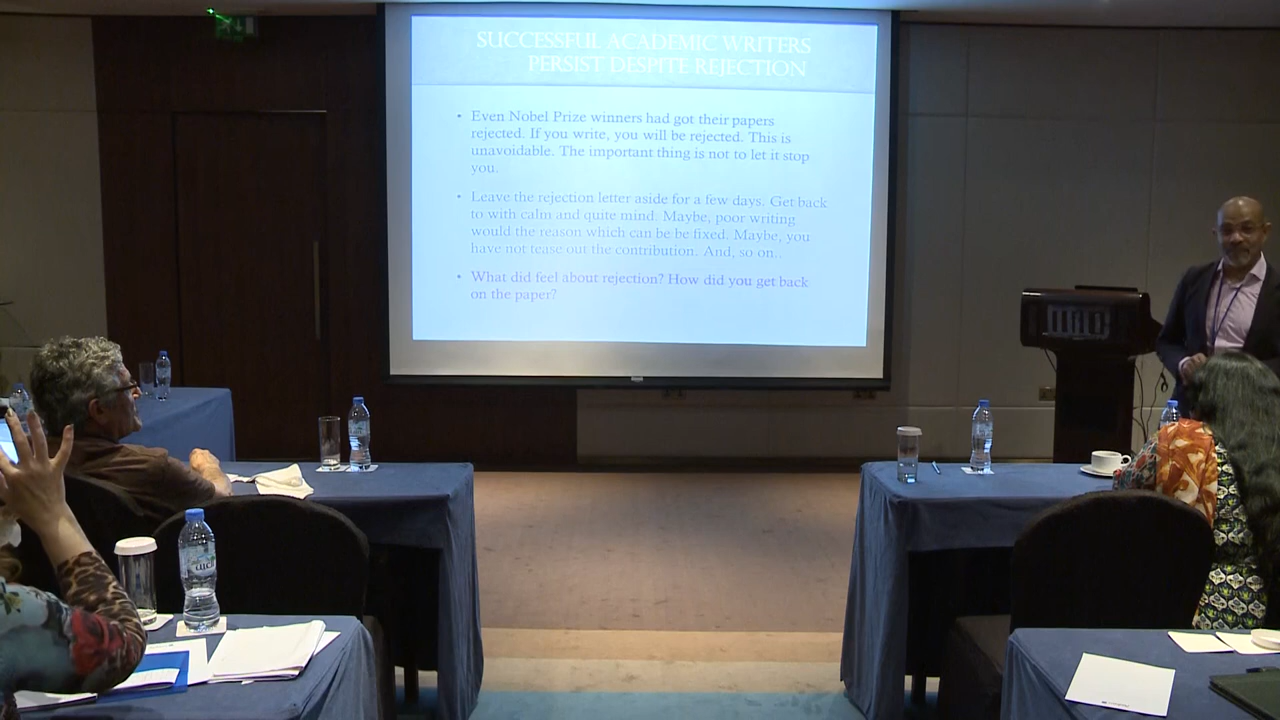 SUCCESSFUL ACADEMIC WRITERS
PERSIST DESPITE REJECTION
• Even Nobel Prize winners had got their papers
rejected. If you write, you will be rejected. This is
unavoidable. The important thing is not to let it stop
you.
• Leave the rejection letter aside for a few days. Get back
to with calm and quite mind. Maybe, poor writing
would the reason which can be be fixed. Maybe, you
have not tease out the contribution. And, so on..
• What did feel about rejection? How did you get back
on the paper?